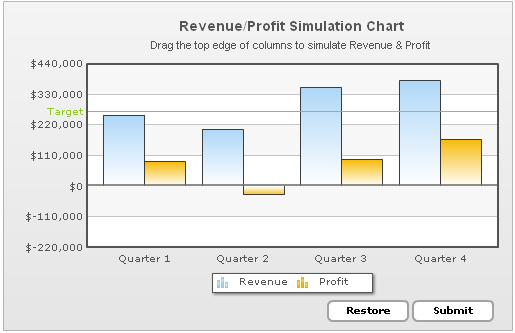 Revenue/Profit Simulation Chart
Drag the top edge of columns to simulate Revenue & Profit
$440,000
$330,000
Target
$220,000
$110,000
$0
$-110,000
$-220,000
Quarter 1 Quarter 2 Quarter 3 Quarter 4
Revenue Profit
Restore Submit